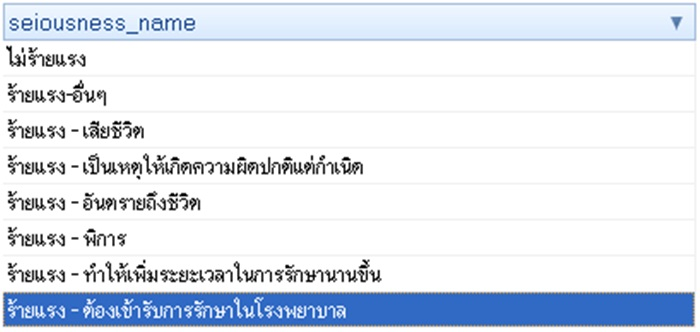 seiousness_name
ไม่ร้ายแรง
ร้ายแรง-อื่นๆ
ร้ายแรง - เสียชีวิต
ร้ายแรง - เป็นเหตุให้เกิดความผิดปกติแต่กำเนิด
ร้ายแรง - อันตรายถึงชีวิต
ร้ายแรง - พิการ
ร้ายแรง - ทำให้เพิ่มระยะเวลาในการรักษานานขึ้น
ร้ายแรง - ต้องเข้ารับการรักษาในโรงพยาบาล